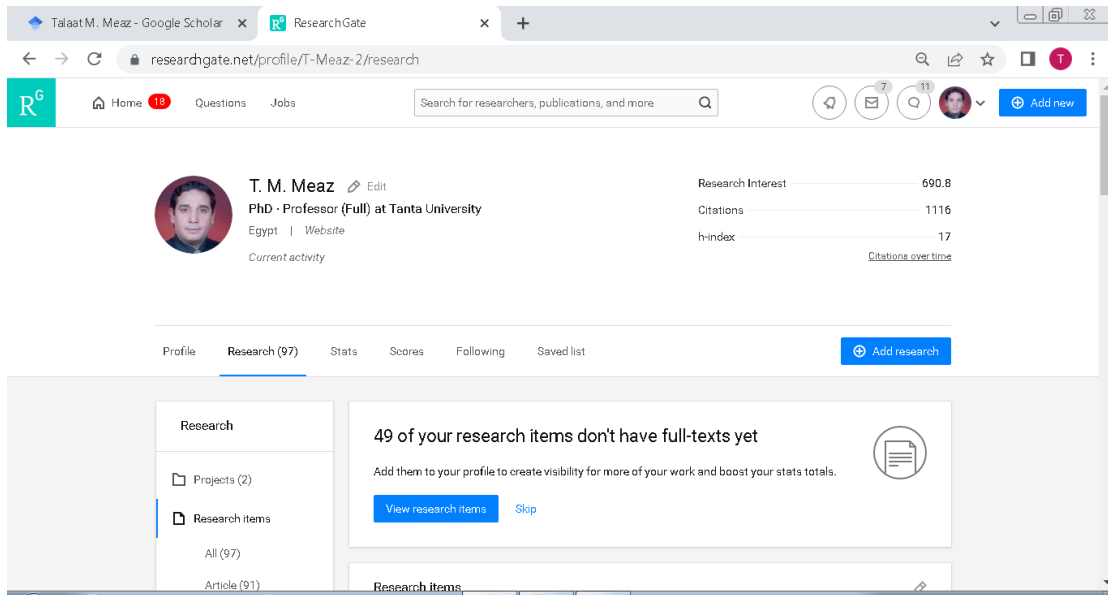 Talaat M. Meaz - Google Scholar
ResearchGate
researchgate.net/profile/T-Meaz-2/research
T
RG
Home 18 Questions Jobs
Search for researchers, publications, and more
7 11
Add new
T. M. Meaz Edit
PhD · Professor (Full) at Tanta University
Egypt | Website
Current activity
Research Interest 690.8
Citations 1116
h-index 17
Citations over time
Profile Research (97) Stats Scores Following Saved list
Add research
Research
Projects (2)
Research items
All (97)
Article (91)
49 of your research items don't have full-texts yet
Add them to your profile to create visibility for more of your work and boost your stats totals.
View research items Skip
Research items